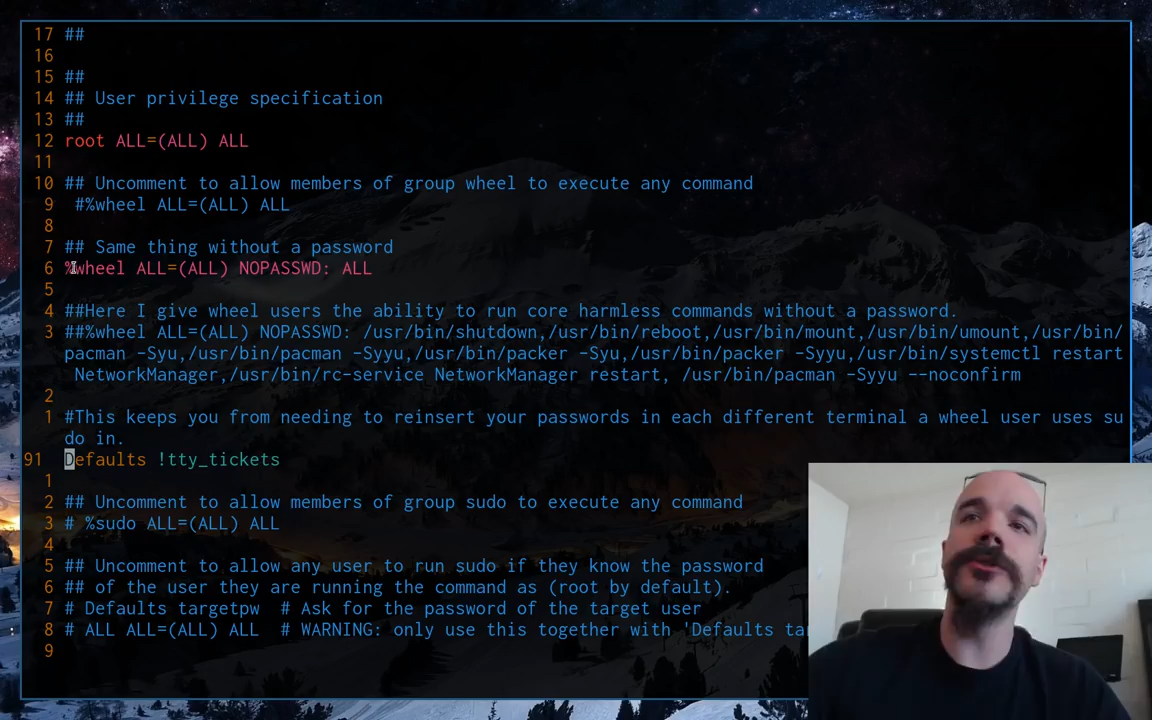 17 ##
16
15 ##
14 ## User privilege specification
13 ##
12 root ALL=(ALL) ALL
11
10 ## Uncomment to allow members of group wheel to execute any command
9 #%wheel ALL=(ALL) ALL
8
7 ## Same thing without a password
6 %wheel ALL=(ALL) NOPASSWD: ALL
5
4 ##Here I give wheel users the ability to run core harmless commands without a password.
3 ##%wheel ALL=(ALL) NOPASSWD: /usr/bin/shutdown,/usr/bin/reboot,/usr/bin/mount,/usr/bin/umount,/usr/bin/
pacman -Syu,/usr/bin/pacman -Syyu,/usr/bin/packer -Syu,/usr/bin/packer -Syyu,/usr/bin/systemctl restart
NetworkManager,/usr/bin/rc-service NetworkManager restart, /usr/bin/pacman -Syyu --noconfirm
2
1 #This keeps you from needing to reinsert your passwords in each different terminal a wheel user uses su
do in.
91 Defaults !tty_tickets
1
2 ## Uncomment to allow members of group sudo to execute any command
3 # %sudo ALL=(ALL) ALL
4
5 ## Uncomment to allow any user to run sudo if they know the password
6 ## of the user they are running the command as (root by default).
7 # Defaults targetpw # Ask for the password of the target user
8 # ALL ALL=(ALL) ALL # WARNING: only use this together with 'Defaults
9